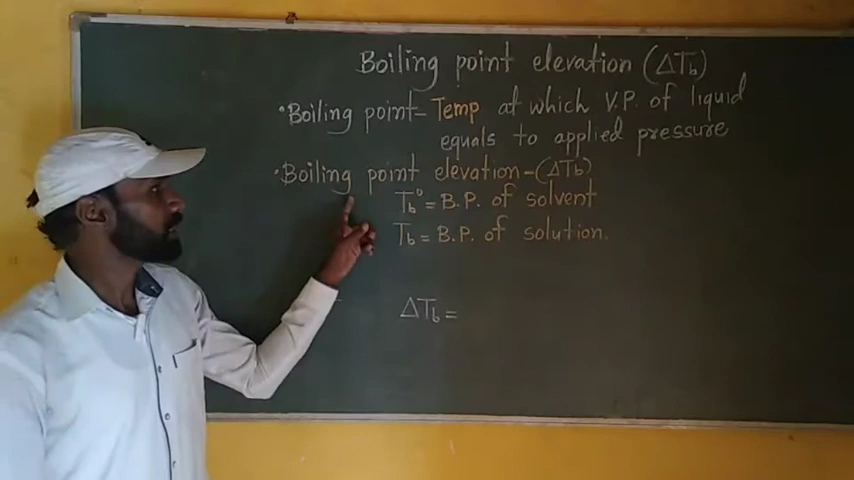 Boiling point elevation (ΔTb)
• Boiling point - Temp at which V.P. of liquid
equals to applied pressure
• Boiling point elevation - (ΔTb)
Tb° = B.P. of solvent
Tb = B.P. of solution.
ΔTb =